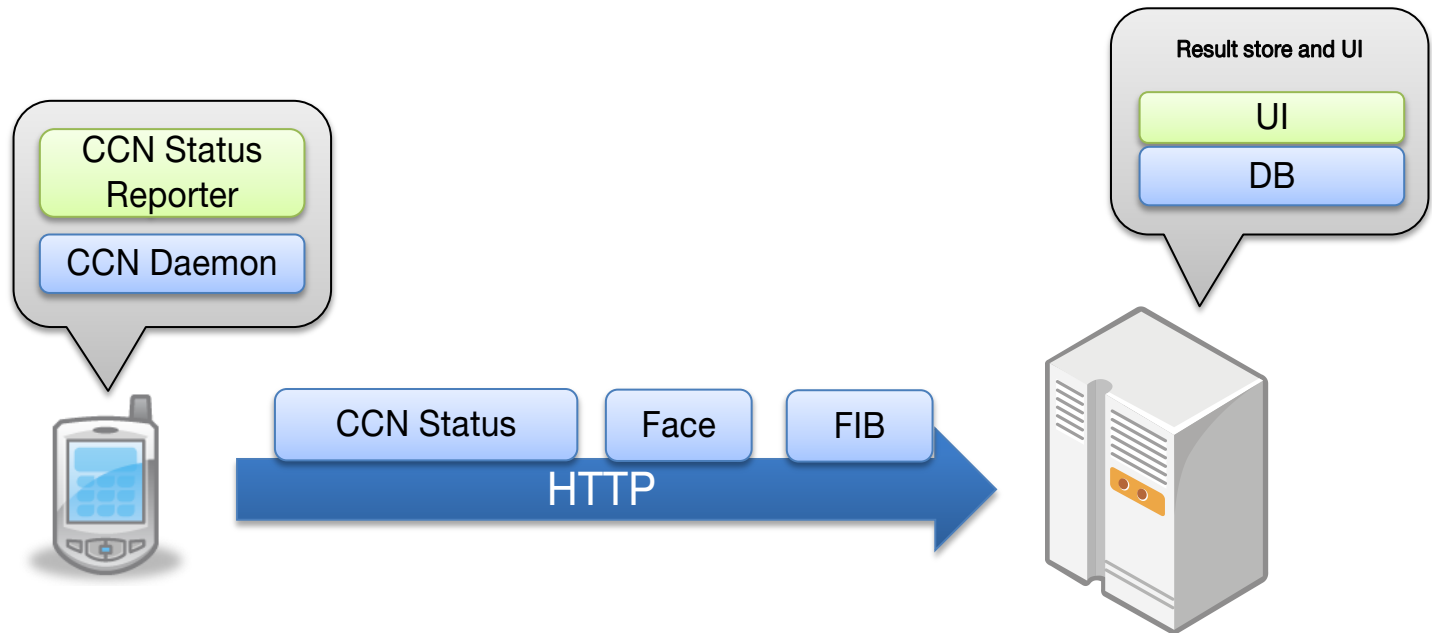 Result store and UI
UI
DB
CCN Status
Reporter
CCN Daemon
CCN Status
Face
FIB
HTTP